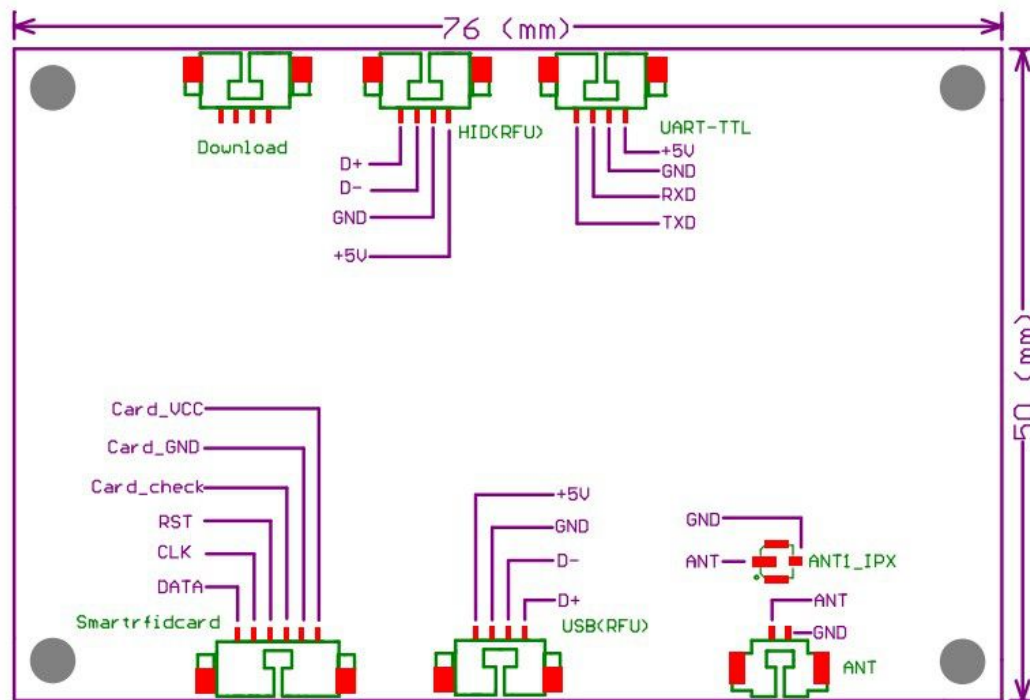 76 (mm)
Download
HID(RFU)
UART-TTL
D+
D-
GND
+5V
+5V
GND
RXD
TXD
50 (mm)
Card_VCC
Card_GND
Card_check
RST
CLK
DATA
Smartrfidcard
+5V
GND
D-
D+
USB(RFU)
GND
ANT
ANT1_IPX
ANT
GND
ANT